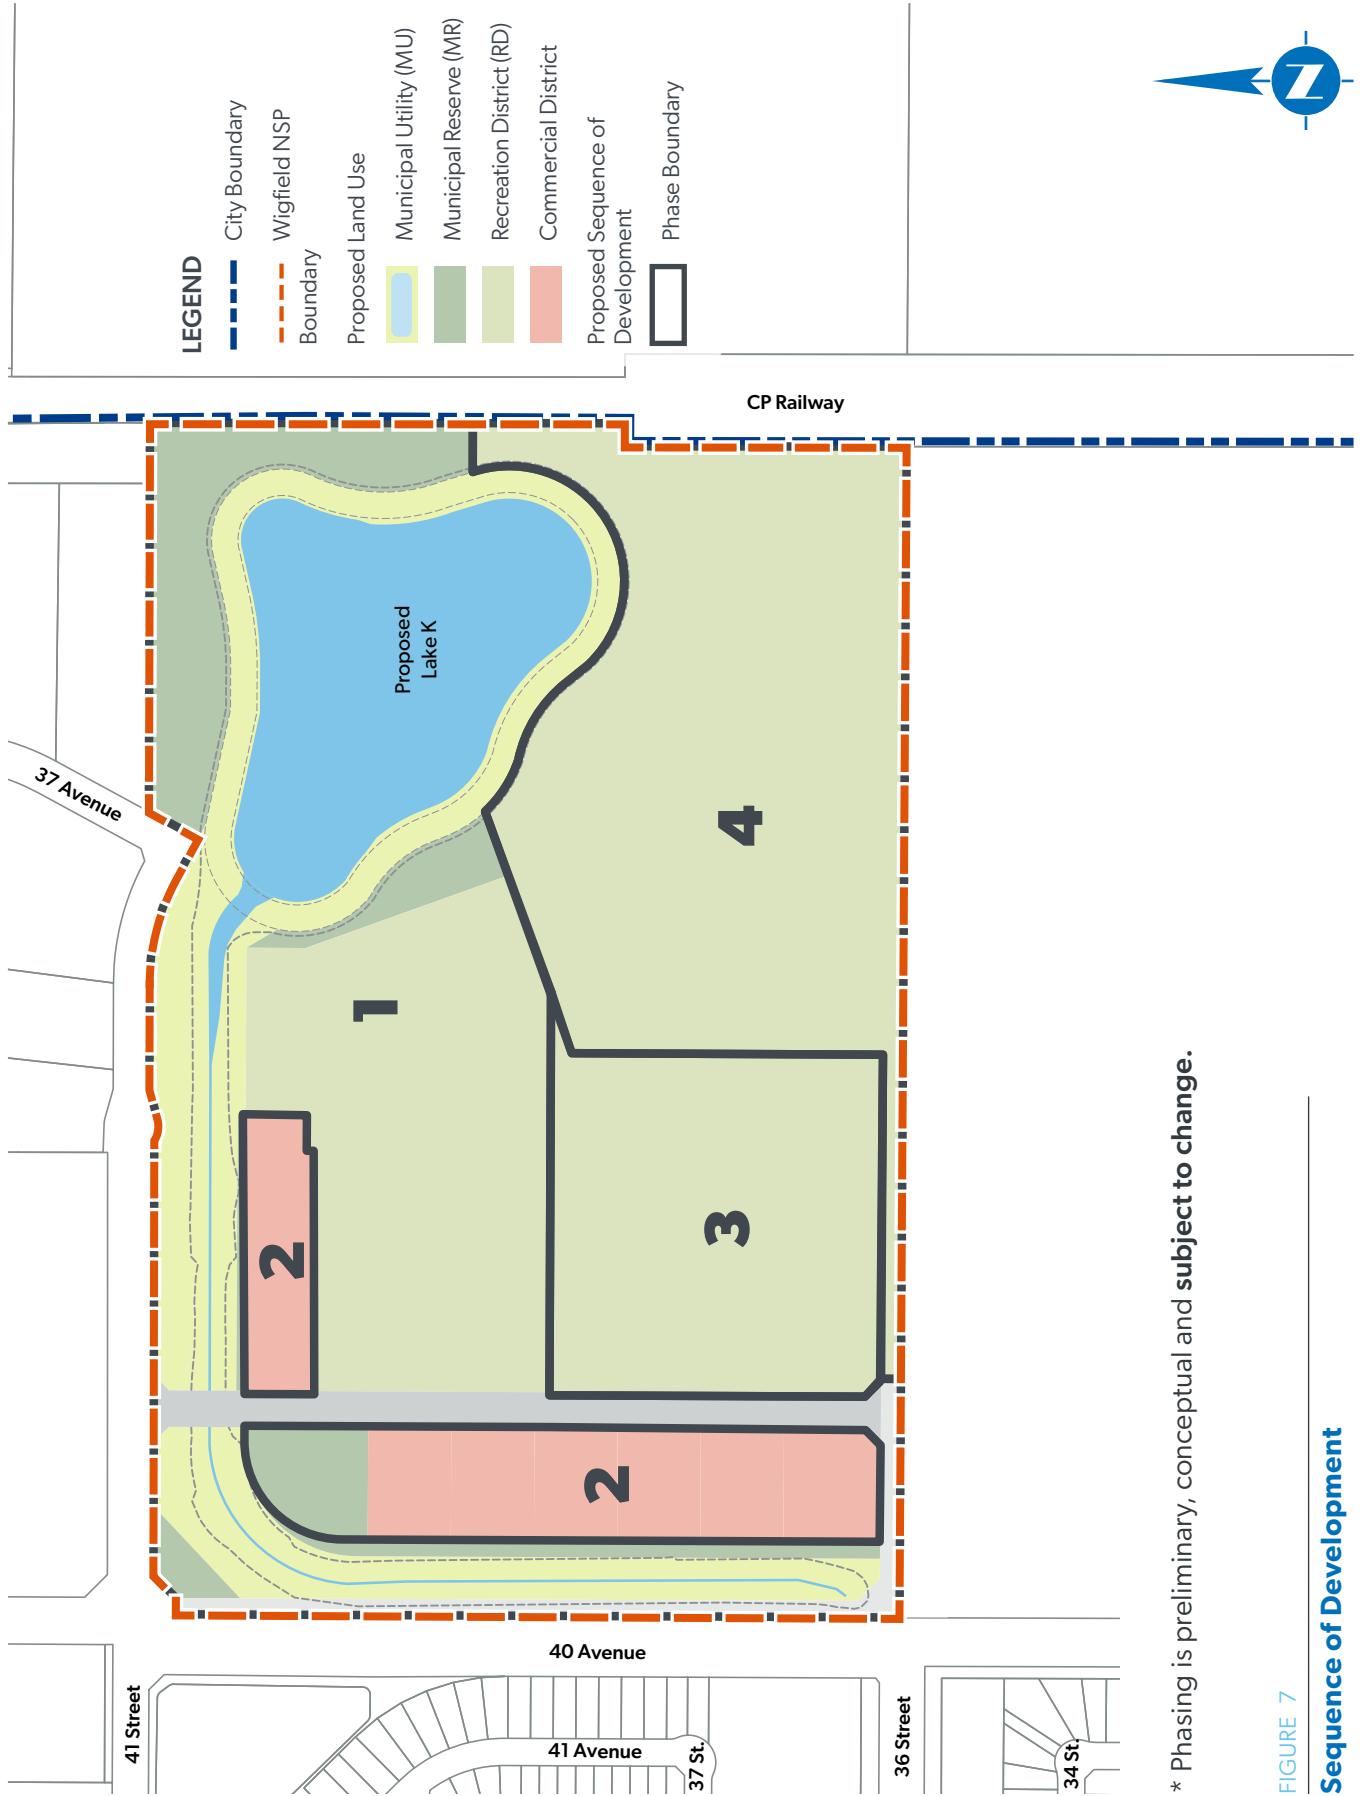 LEGEND
City Boundary
Wigfield NSP
Boundary
Proposed Land Use
Municipal Utility (MU)
Municipal Reserve (MR)
Recreation District (RD)
Commercial District
Proposed Sequence of
Development
Phase Boundary
N
CP Railway
37 Avenue
Proposed
Lake K
1
4
2
3
2
40 Avenue
41 Street
41 Avenue
37 St.
36 Street
34 St.
* Phasing is preliminary, conceptual and subject to change.
FIGURE 7
Sequence of Development